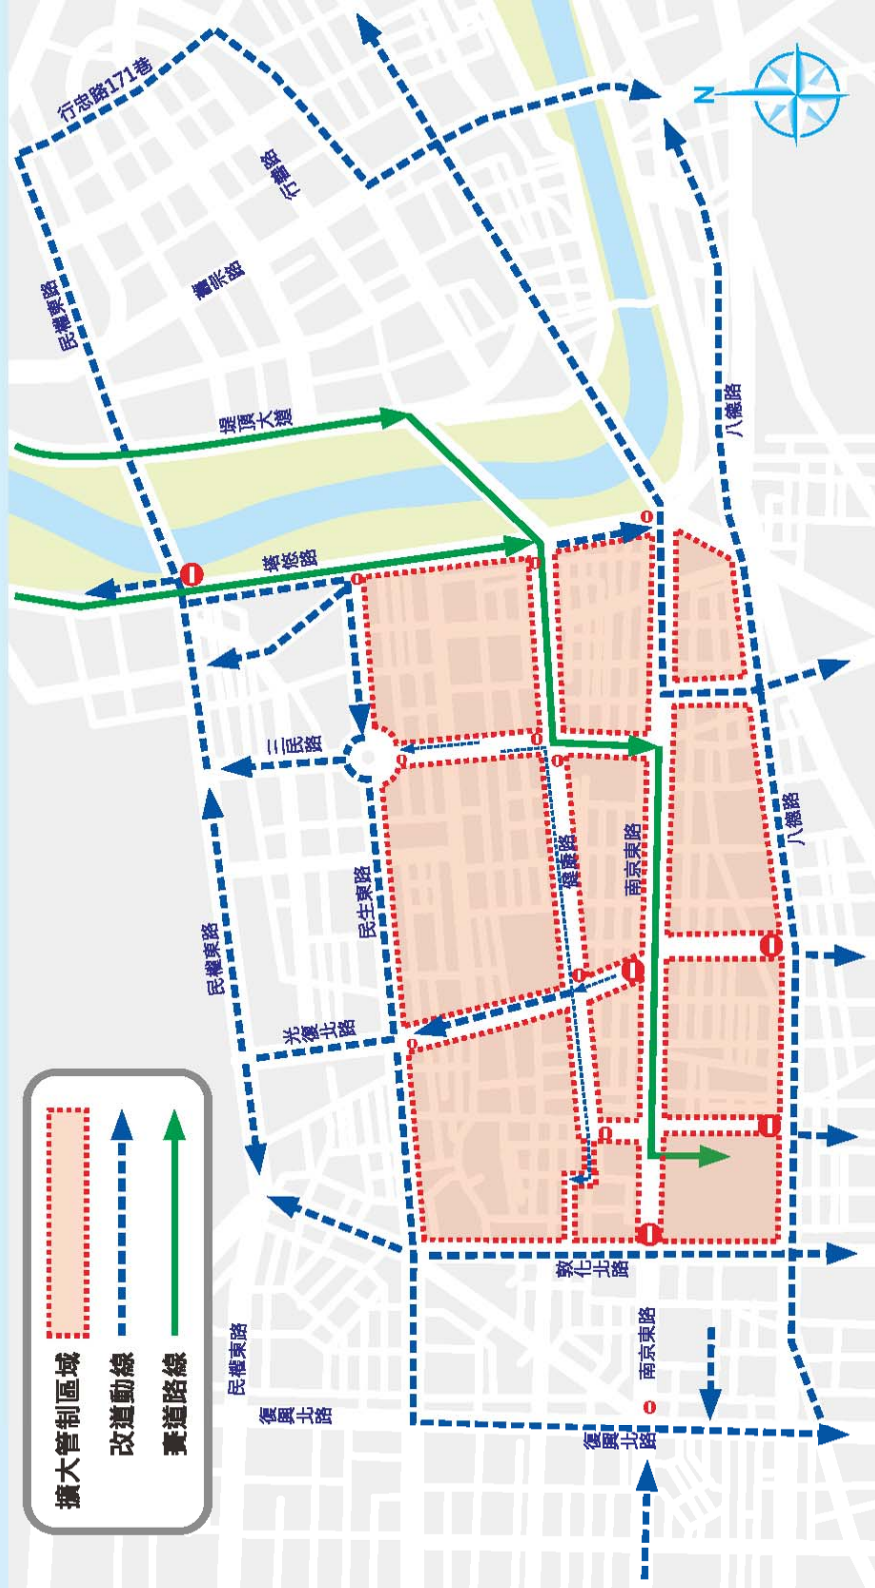 擴大管制區域
改道動線
賽道路線
行忠路171巷
行善路
舊宗路
民權東路
堤頂大道
塔悠路
三民路
民權東路
民生東路
光復北路
健康路
南京東路
八德路
八德路
敦化北路
民權東路
復興北路
南京東路
復興北路
N